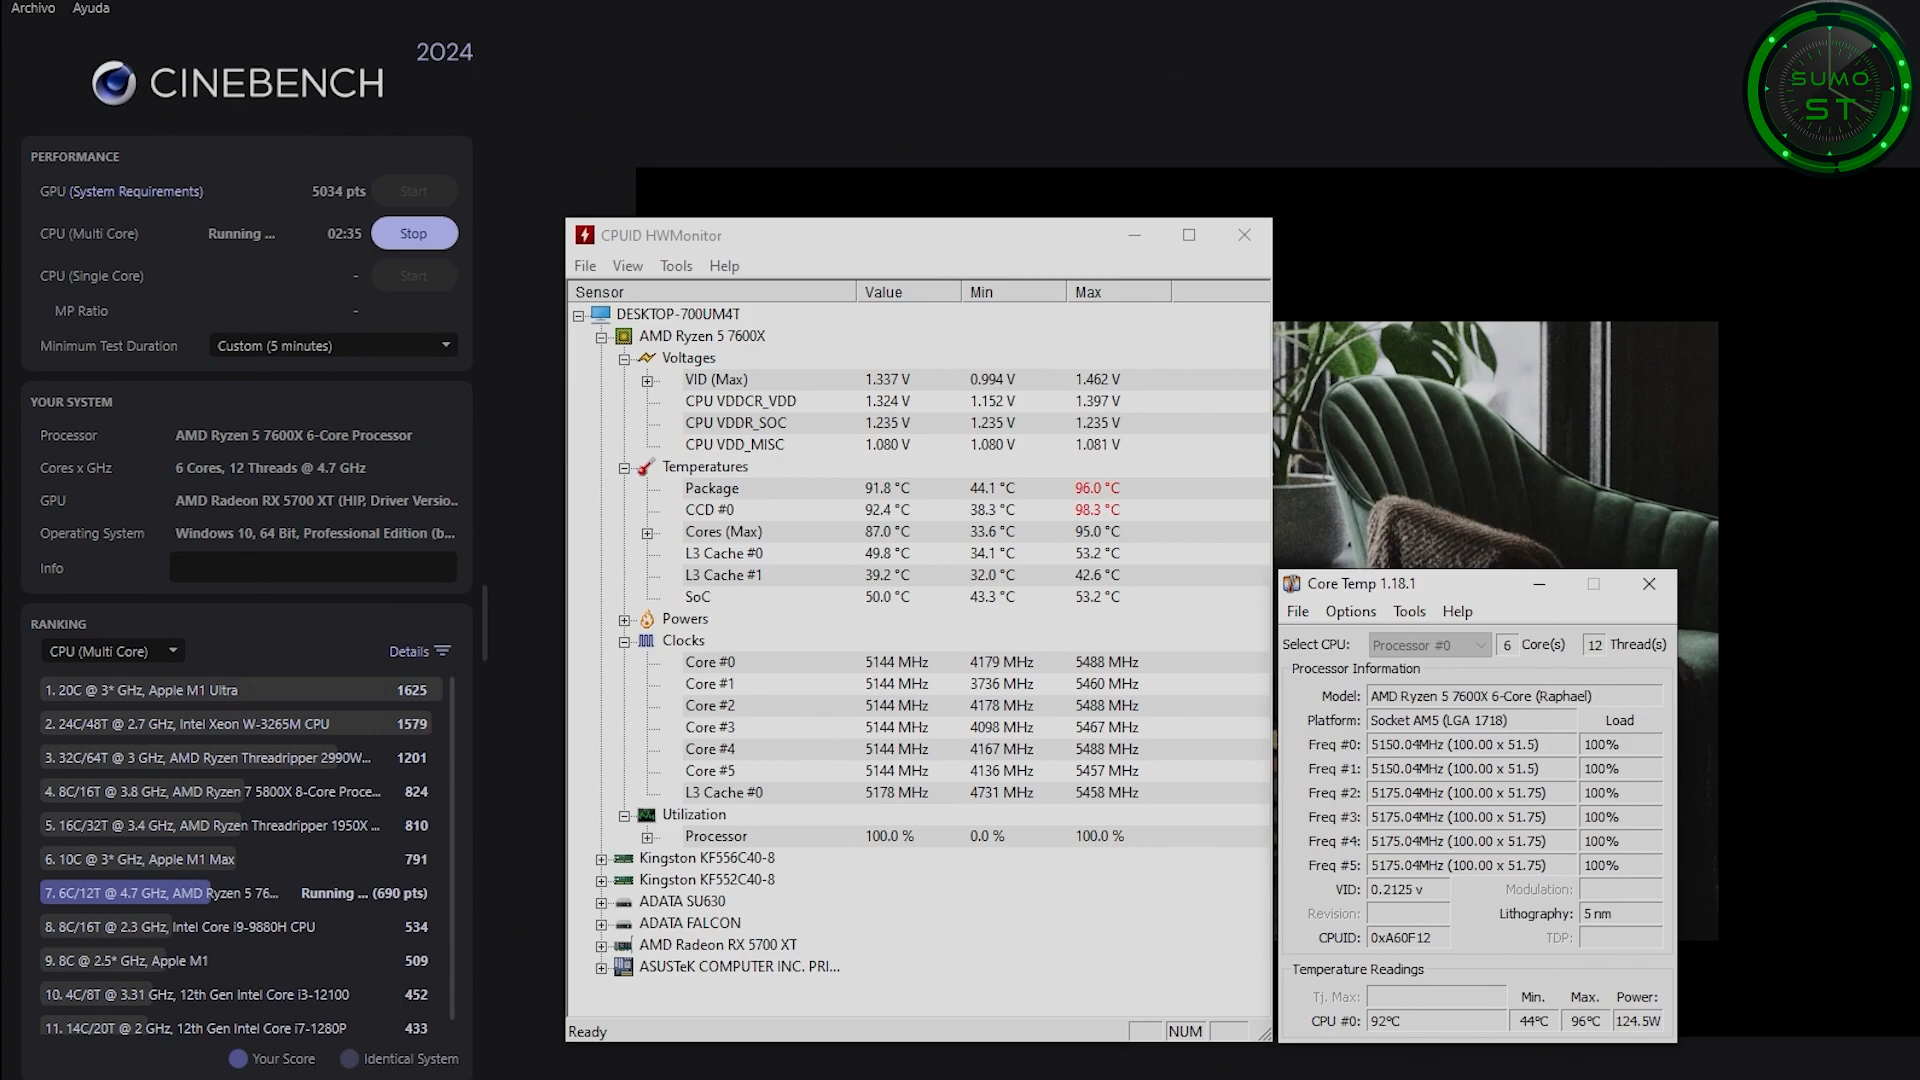 Archivo Ayuda
CINEBENCH 2024
PERFORMANCE
GPU (System Requirements) 5034 pts Start
CPU (Multi Core) Running ... 02:35 Stop
CPU (Single Core) - Start
MP Ratio -
Minimum Test Duration Custom (5 minutes)
YOUR SYSTEM
Processor AMD Ryzen 5 7600X 6-Core Processor
Cores x GHz 6 Cores, 12 Threads @ 4.7 GHz
GPU AMD Radeon RX 5700 XT (HIP, Driver Versio..
Operating System Windows 10, 64 Bit, Professional Edition (b...
Info
RANKING
CPU (Multi Core) Details
1. 20C @ 3* GHz, Apple M1 Ultra 1625
2. 24C/48T @ 2.7 GHz, Intel Xeon W-3265M CPU 1579
3. 32C/64T @ 3 GHz, AMD Ryzen Threadripper 2990W... 1201
4. 8C/16T @ 3.8 GHz, AMD Ryzen 7 5800X 8-Core Proce... 824
5. 16C/32T @ 3.4 GHz, AMD Ryzen Threadripper 1950X ... 810
6. 10C @ 3* GHz, Apple M1 Max 791
7. 6C/12T @ 4.7 GHz, AMD Ryzen 5 76... Running ... (690 pts)
8. 8C/16T @ 2.3 GHz, Intel Core i9-9880H CPU 534
9. 8C @ 2.5* GHz, Apple M1 509
10. 4C/8T @ 3.31 GHz, 12th Gen Intel Core i3-12100 452
11. 14C/20T @ 2 GHz, 12th Gen Intel Core i7-1280P 433
Your Score Identical System
CPUID HWMonitor
File View Tools Help
Sensor Value Min Max
DESKTOP-700UM4T
AMD Ryzen 5 7600X
Voltages
VID (Max) 1.337 V 0.994 V 1.462 V
CPU VDDCR_VDD 1.324 V 1.152 V 1.397 V
CPU VDDR_SOC 1.235 V 1.235 V 1.235 V
CPU VDD_MISC 1.080 V 1.080 V 1.081 V
Temperatures
Package 91.8 °C 44.1 °C 96.0 °C
CCD #0 92.4 °C 38.3 °C 98.3 °C
Cores (Max) 87.0 °C 33.6 °C 95.0 °C
L3 Cache #0 49.8 °C 34.1 °C 53.2 °C
L3 Cache #1 39.2 °C 32.0 °C 42.6 °C
SoC 50.0 °C 43.3 °C 53.2 °C
Powers
Clocks
Core #0 5144 MHz 4179 MHz 5488 MHz
Core #1 5144 MHz 3736 MHz 5460 MHz
Core #2 5144 MHz 4178 MHz 5488 MHz
Core #3 5144 MHz 4098 MHz 5467 MHz
Core #4 5144 MHz 4167 MHz 5488 MHz
Core #5 5144 MHz 4136 MHz 5457 MHz
L3 Cache #0 5178 MHz 4731 MHz 5458 MHz
Utilization
Processor 100.0 % 0.0 % 100.0 %
Kingston KF556C40-8
Kingston KF552C40-8
ADATA SU630
ADATA FALCON
AMD Radeon RX 5700 XT
ASUSTeK COMPUTER INC. PRI...
Ready NUM
Core Temp 1.18.1
File Options Tools Help
Select CPU: Processor #0 6 Core(s) 12 Thread(s)
Processor Information
Model: AMD Ryzen 5 7600X 6-Core (Raphael)
Platform: Socket AM5 (LGA 1718) Load
Freq #0: 5150.04MHz (100.00 x 51.5) 100%
Freq #1: 5150.04MHz (100.00 x 51.5) 100%
Freq #2: 5175.04MHz (100.00 x 51.75) 100%
Freq #3: 5175.04MHz (100.00 x 51.75) 100%
Freq #4: 5175.04MHz (100.00 x 51.75) 100%
Freq #5: 5175.04MHz (100.00 x 51.75) 100%
VID: 0.2125 v Modulation:
Revision: Lithography: 5 nm
CPUID: 0xA60F12 TDP:
Temperature Readings
Tj. Max: Min. Max. Power:
CPU #0: 92°C 44°C 96°C 124.5W
SUMO
ST